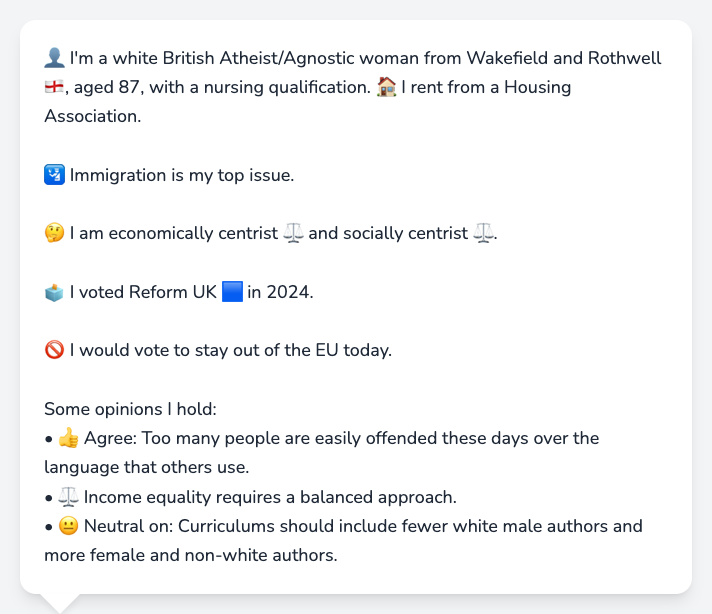 👤 I'm a white British Atheist/Agnostic woman from Wakefield and Rothwell
🏴󠁧󠁢󠁥󠁮󠁧󠁿, aged 87, with a nursing qualification. 🏠 I rent from a Housing
Association.
🛂 Immigration is my top issue.
🤔 I am economically centrist ⚖️ and socially centrist ⚖️.
🗳️ I voted Reform UK 🟦 in 2024.
🚫 I would vote to stay out of the EU today.
Some opinions I hold:
• 👍 Agree: Too many people are easily offended these days over the
language that others use.
• ⚖️ Income equality requires a balanced approach.
• 😐 Neutral on: Curriculums should include fewer white male authors and
more female and non-white authors.